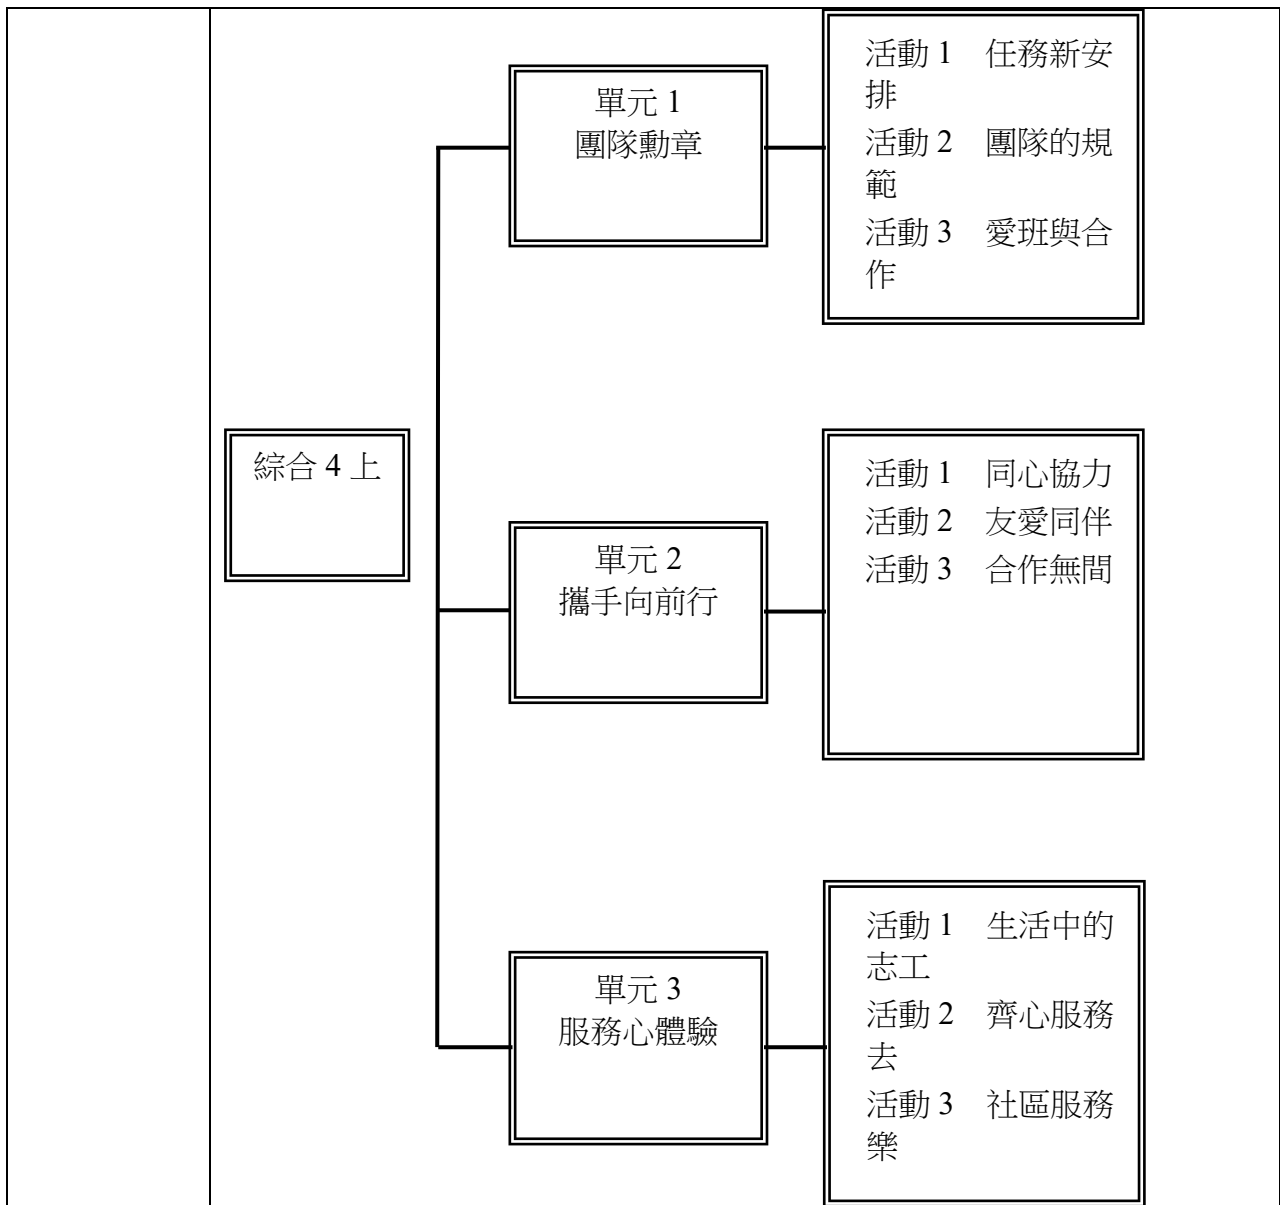 綜合 4 上
單元 1
團隊勳章
活動 1　任務新安
排
活動 2　團隊的規
範
活動 3　愛班與合
作
單元 2
攜手向前行
活動 1　同心協力
活動 2　友愛同伴
活動 3　合作無間
單元 3
服務心體驗
活動 1　生活中的
志工
活動 2　齊心服務
去
活動 3　社區服務
樂